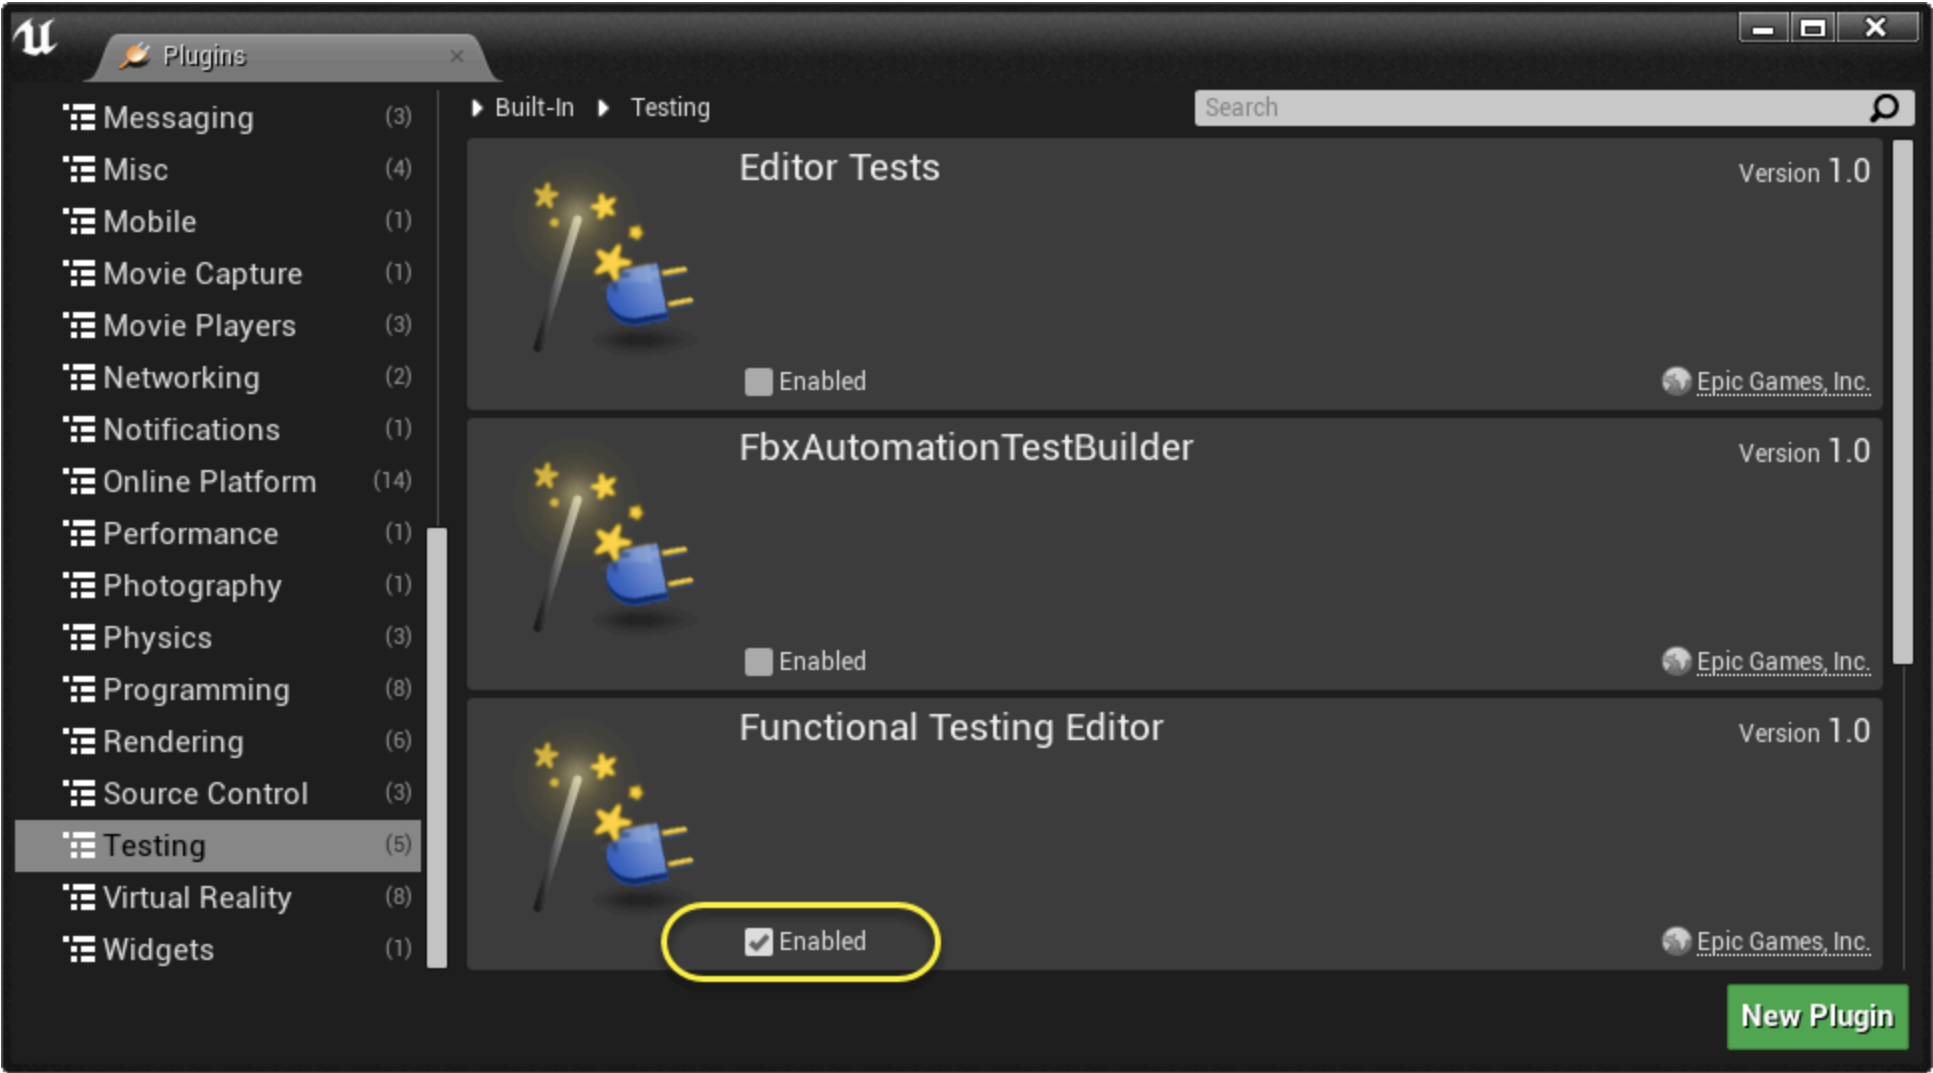 Plugins
Messaging (3)
Misc (4)
Mobile (1)
Movie Capture (1)
Movie Players (3)
Networking (2)
Notifications (1)
Online Platform (14)
Performance (1)
Photography (1)
Physics (3)
Programming (8)
Rendering (6)
Source Control (3)
Testing (5)
Virtual Reality (8)
Widgets (1)
Built-In Testing
Search
Editor Tests
Version 1.0
Enabled
Epic Games, Inc.
FbxAutomationTestBuilder
Version 1.0
Enabled
Epic Games, Inc.
Functional Testing Editor
Version 1.0
Enabled
Epic Games, Inc.
New Plugin